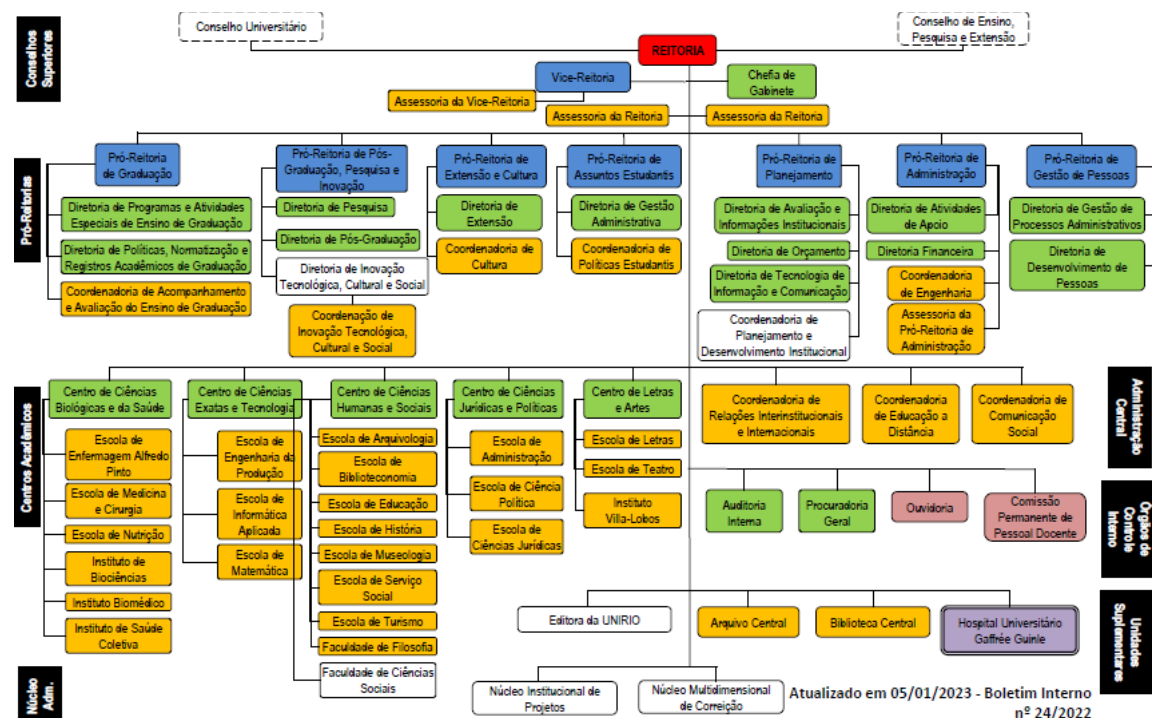 Conselhos
Superiores
Conselho Universitário
Conselho de Ensino,
Pesquisa e Extensão
REITORIA
Vice-Reitoria
Chefia de
Gabinete
Assessoria da Vice-Reitoria
Assessoria da Reitoria
Assessoria da Reitoria
Pró-Reitorias
Pró-Reitoria
de Graduação
Diretoria de Programas e Atividades
Especiais de Ensino de Graduação
Diretoria de Políticas, Normatização e
Registros Acadêmicos de Graduação
Coordenadoria de Acompanhamento
e Avaliação do Ensino de Graduação
Pró-Reitoria de Pós-
Graduação, Pesquisa e
Inovação
Diretoria de Pesquisa
Diretoria de Pós-Graduação
Diretoria de Inovação
Tecnológica, Cultural e Social
Coordenação de
Inovação Tecnológica,
Cultural e Social
Pró-Reitoria de
Extensão e Cultura
Diretoria de
Extensão
Coordenadoria de
Cultura
Pró-Reitoria de
Assuntos Estudantis
Diretoria de Gestão
Administrativa
Coordenadoria de
Políticas Estudantis
Pró-Reitoria de
Planejamento
Diretoria de Avaliação e
Informações Institucionais
Diretoria de Orçamento
Diretoria de Tecnologia de
Informação e Comunicação
Coordenadoria de
Planejamento e
Desenvolvimento Institucional
Pró-Reitoria de
Administração
Diretoria de Atividades
de Apoio
Diretoria Financeira
Coordenadoria
de Engenharia
Assessoria da
Pró-Reitoria de
Administração
Pró-Reitoria de
Gestão de Pessoas
Diretoria de Gestão de
Processos Administrativos
Diretoria de
Desenvolvimento de
Pessoas
Centros Acadêmicos
Centro de Ciências
Biológicas e da Saúde
Escola de
Enfermagem Alfredo
Pinto
Escola de Medicina
e Cirurgia
Escola de Nutrição
Instituto de
Biociências
Instituto Biomédico
Instituto de Saúde
Coletiva
Centro de Ciências
Exatas e Tecnologia
Escola de
Engenharia da
Produção
Escola de
Informática
Aplicada
Escola de
Matemática
Centro de Ciências
Humanas e Sociais
Escola de Arquivologia
Escola de
Biblioteconomia
Escola de Educação
Escola de História
Escola de Museologia
Escola de Serviço
Social
Escola de Turismo
Faculdade de Filosofia
Faculdade de Ciências
Sociais
Centro de Ciências
Jurídicas e Políticas
Escola de
Administração
Escola de Ciência
Política
Escola de
Ciências Jurídicas
Centro de Letras
e Artes
Escola de Letras
Escola de Teatro
Instituto
Villa-Lobos
Coordenadoria de
Relações Interinstitucionais
e Internacionais
Coordenadoria
de Educação a
Distância
Coordenadoria de
Comunicação
Social
Administração
Central
Auditoria
Interna
Procuradoria
Geral
Ouvidoria
Comissão
Permanente de
Pessoal Docente
Órgãos de
Controle
Interno
Editora da UNIRIO
Arquivo Central
Biblioteca Central
Hospital Universitário
Gaffrée Guinle
Unidades
Suplementares
Núcleo
Adm.
Núcleo Institucional de
Projetos
Núcleo Multidimensional
de Correição
Atualizado em 05/01/2023 - Boletim Interno
nº 24/2022